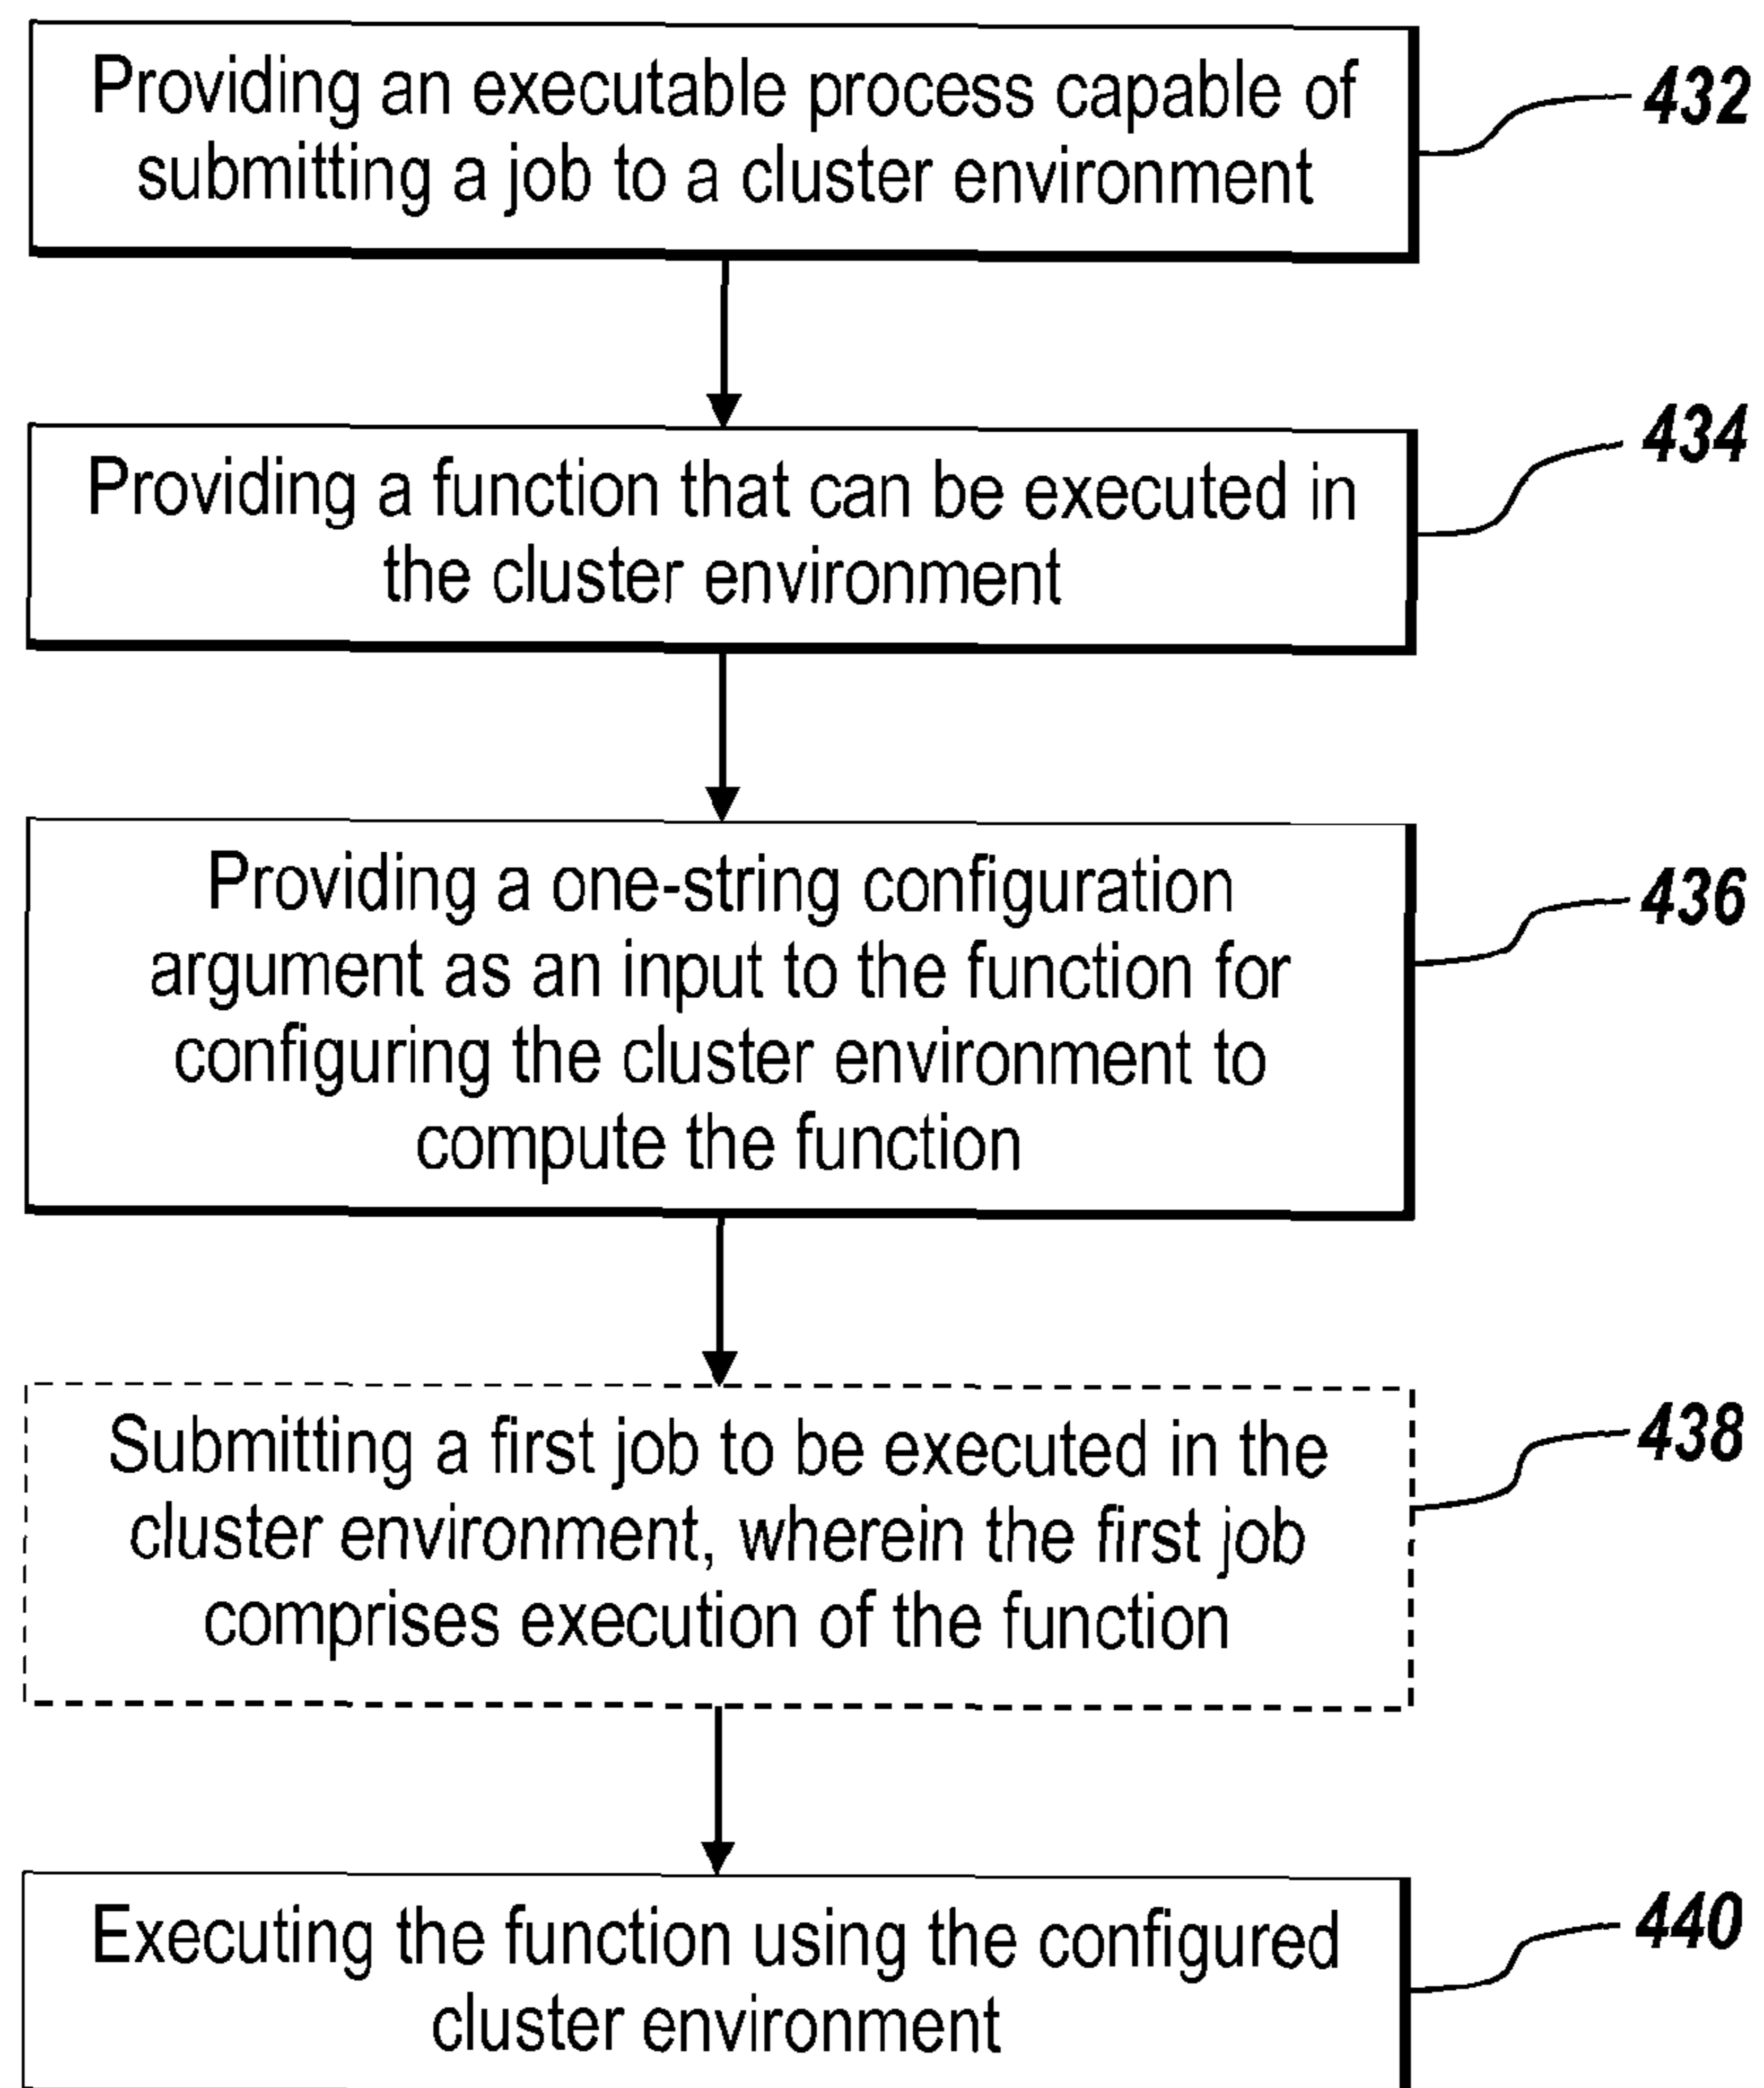 Providing an executable process capable of
submitting a job to a cluster environment
432
Providing a function that can be executed in
the cluster environment
434
Providing a one-string configuration
argument as an input to the function for
configuring the cluster environment to
compute the function
436
Submitting a first job to be executed in the
cluster environment, wherein the first job
comprises execution of the function
438
Executing the function using the configured
cluster environment
440